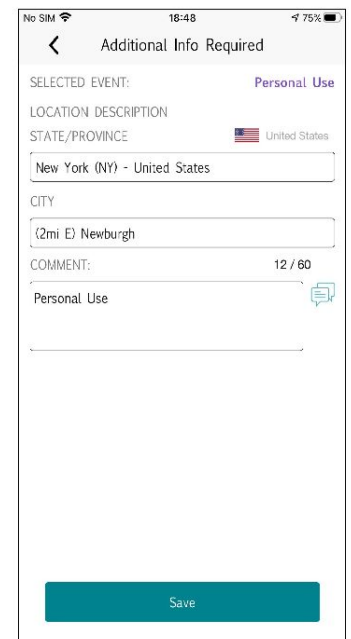 No SIM 18:48 75%
Additional Info Required
SELECTED EVENT: Personal Use
LOCATION DESCRIPTION
STATE/PROVINCE United States
New York (NY) - United States
CITY
(2mi E) Newburgh
COMMENT: 12 / 60
Personal Use
Save